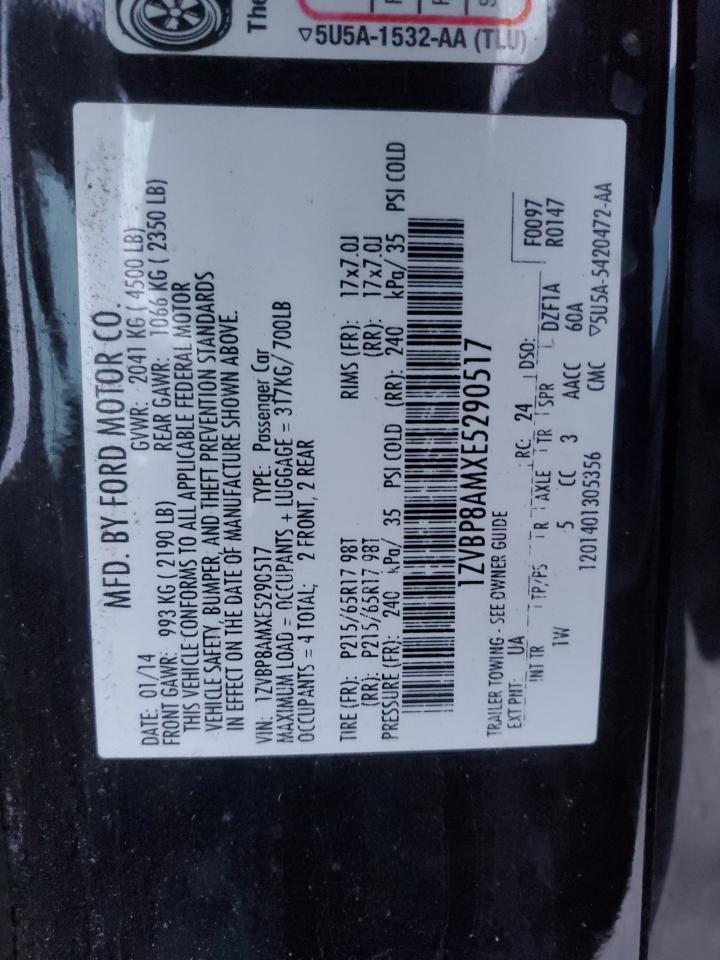 The
▽5U5A-1532-AA (TLU)
MFD. BY FORD MOTOR CO.
DATE: 01/14 GVWR: 2041 KG ( 4500 LB)
FRONT GAWR: 993 KG ( 2190 LB) REAR GAWR: 1066 KG ( 2350 LB)
THIS VEHICLE CONFORMS TO ALL APPLICABLE FEDERAL MOTOR
VEHICLE SAFETY, BUMPER, AND THEFT PREVENTION STANDARDS
IN EFFECT ON THE DATE OF MANUFACTURE SHOWN ABOVE.
VIN: 1ZVBP8AMXE5290517 TYPE: Passenger Car
MAXIMUM LOAD = OCCUPANTS + LUGGAGE = 317KG/700LB
OCCUPANTS = 4 TOTAL; 2 FRONT, 2 REAR
TIRE (FR): P215/65R17 98T RIMS (FR): 17x7.0J
(RR): P215/65R17 98T (RR): 17x7.0J
PRESSURE (FR): 240 kPa/ 35 PSI COLD (RR): 240 kPa/ 35 PSI COLD
1ZVBP8AMXE5290517
TRAILER TOWING - SEE OWNER GUIDE
EXT PNT: UA RC: 24 DSO: F0097
R0147
INT TR TP/PS R AXLE TR SPR DZF1A
1W 5 CC 3 AACC 60A
1201401305356 CMC ▽5U5A-5420472-AA